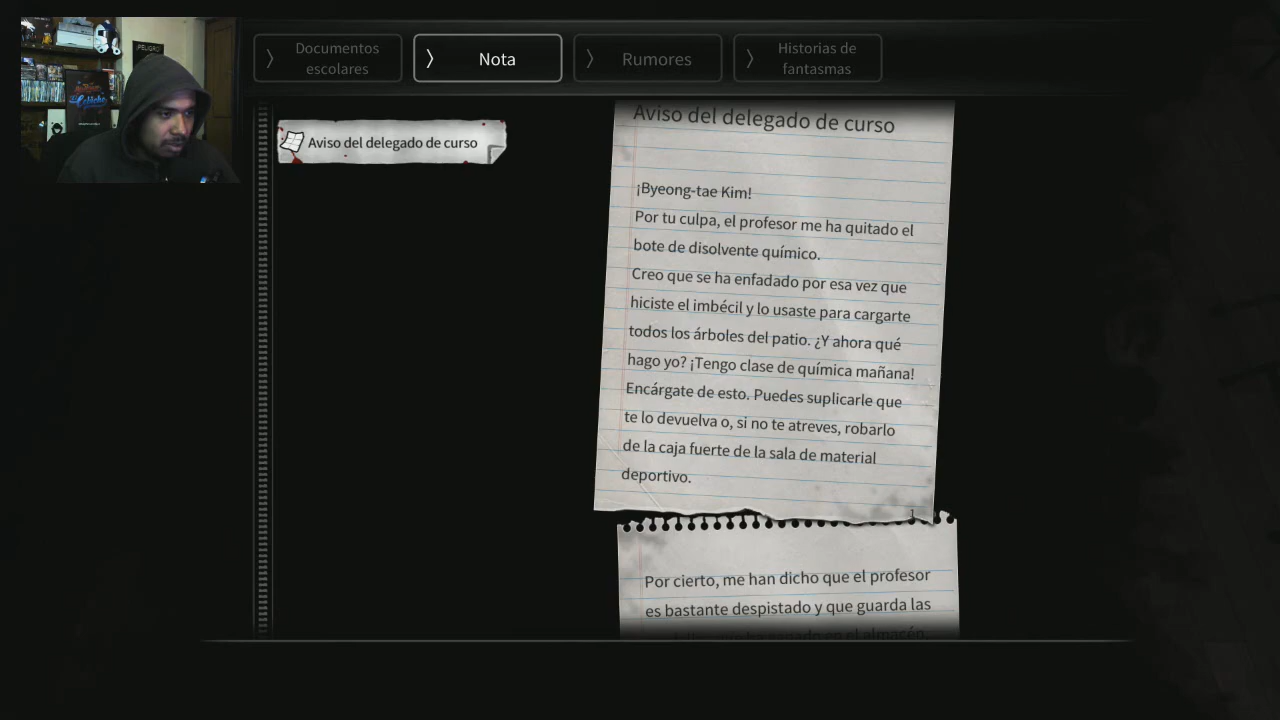 PELIGRO
Documentos
escolares
Nota
Rumores
Historias de
fantasmas
Aviso del delegado de curso
Aviso del delegado de curso
¡Byeong-tae Kim!
Por tu culpa, el profesor me ha quitado el
bote de disolvente químico.
Creo que se ha enfadado por esa vez que
hiciste el imbécil y lo usaste para cargarte
todos los árboles del patio. ¿Y ahora qué
hago yo? ¡Tengo clase de química mañana!
Encárgate de esto. Puedes suplicarle que
te lo devuelva o, si no te atreves, robarlo
de la caja fuerte de la sala de material
deportivo.
1
Por cierto, me han dicho que el profesor
es bastante despistado y que guarda las
en el almacén,